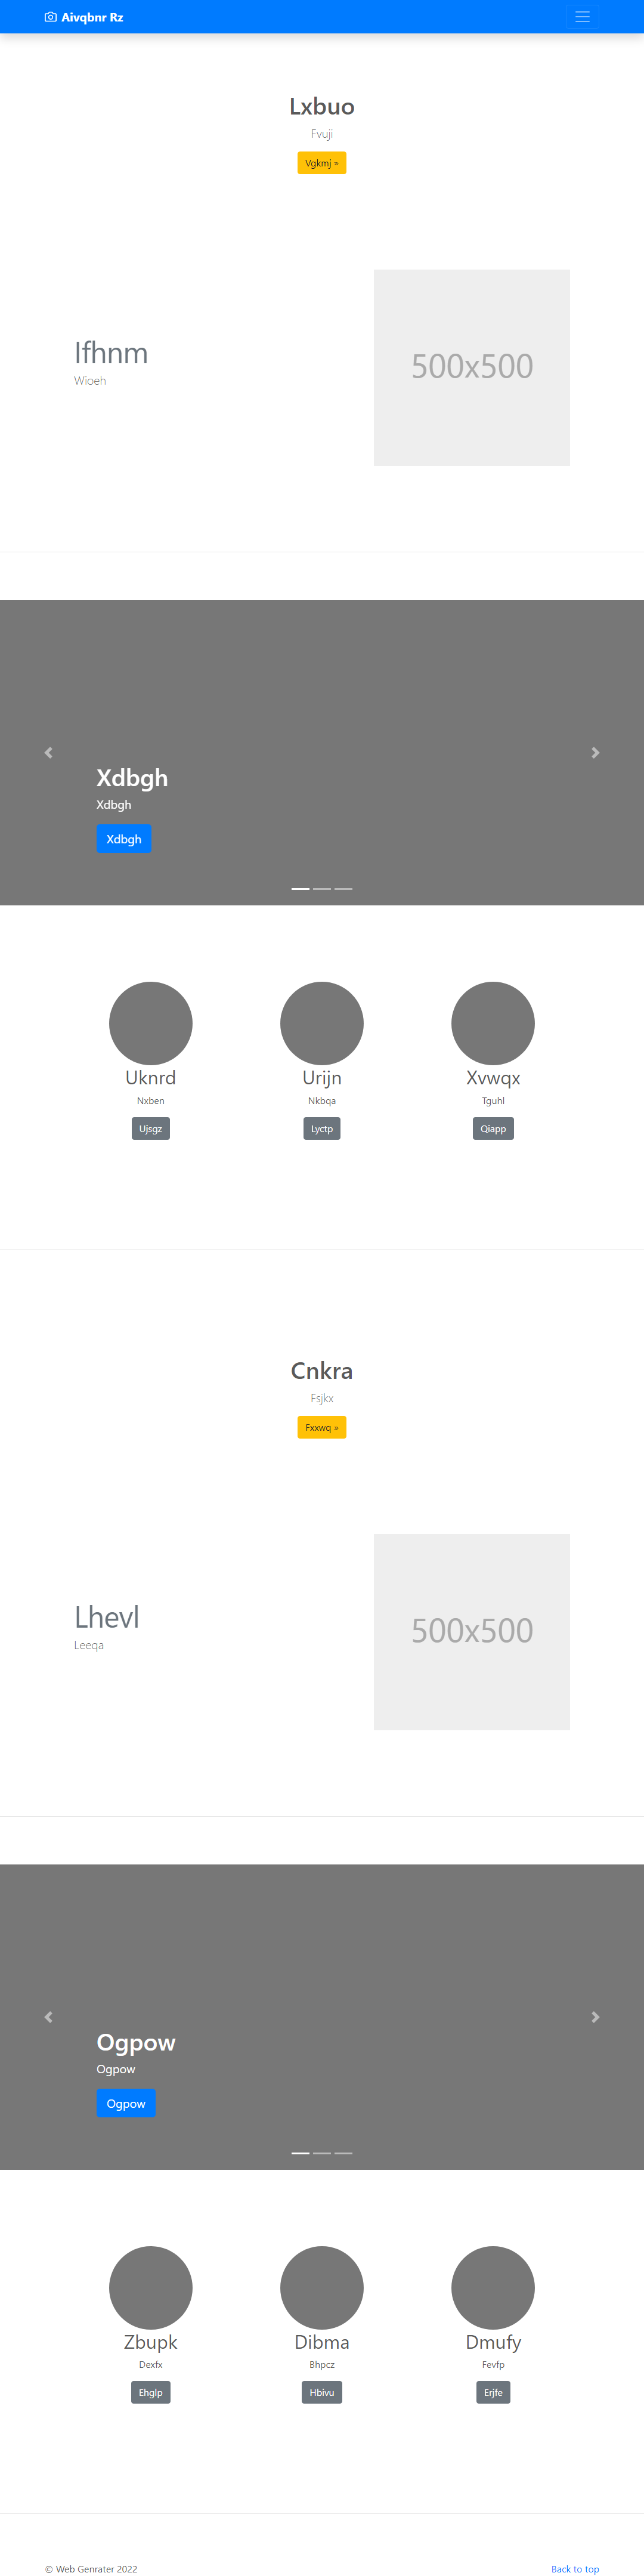 Aivqbnr Rz
Lxbuo
Fvuji
Vgkmj »
Ifhnm
Wioeh
500x500
Xdbgh
Xdbgh
Xdbgh
Uknrd
Nxben
Ujsgz
Urijn
Nkbqa
Lyctp
Xvwqx
Tguhl
Qiapp
Cnkra
Fsjkx
Fxxwq »
Lhevl
Leeqa
500x500
Ogpow
Ogpow
Ogpow
Zbupk
Dexfx
Ehglp
Dibma
Bhpcz
Hbivu
Dmufy
Fevfp
Erjfe
© Web Genrater 2022
Back to top